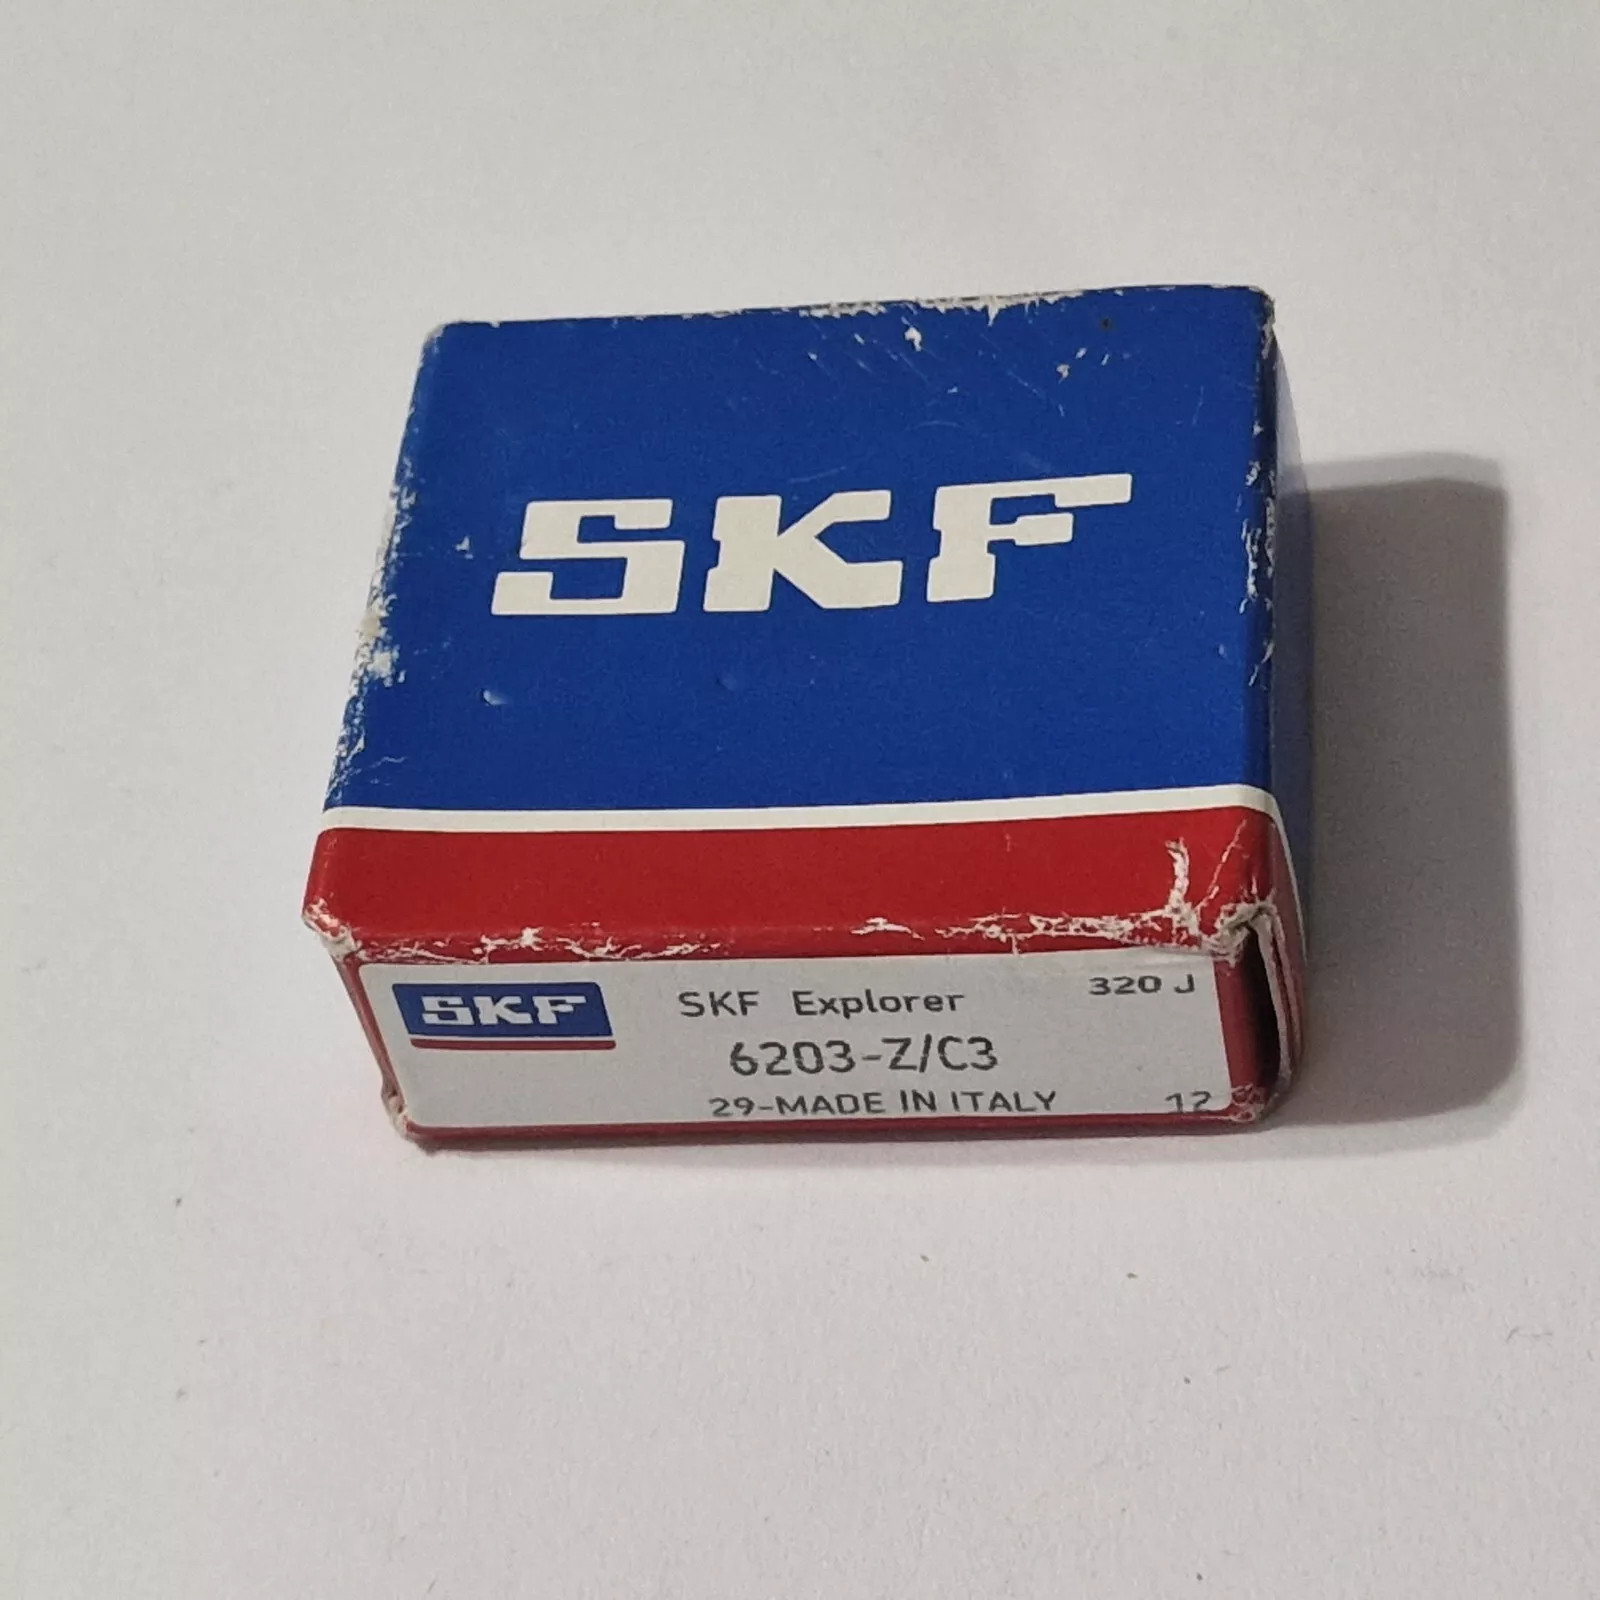 SKF
SKF
SKF Explorer
320 J
6203-Z/C3
29-MADE IN ITALY
12